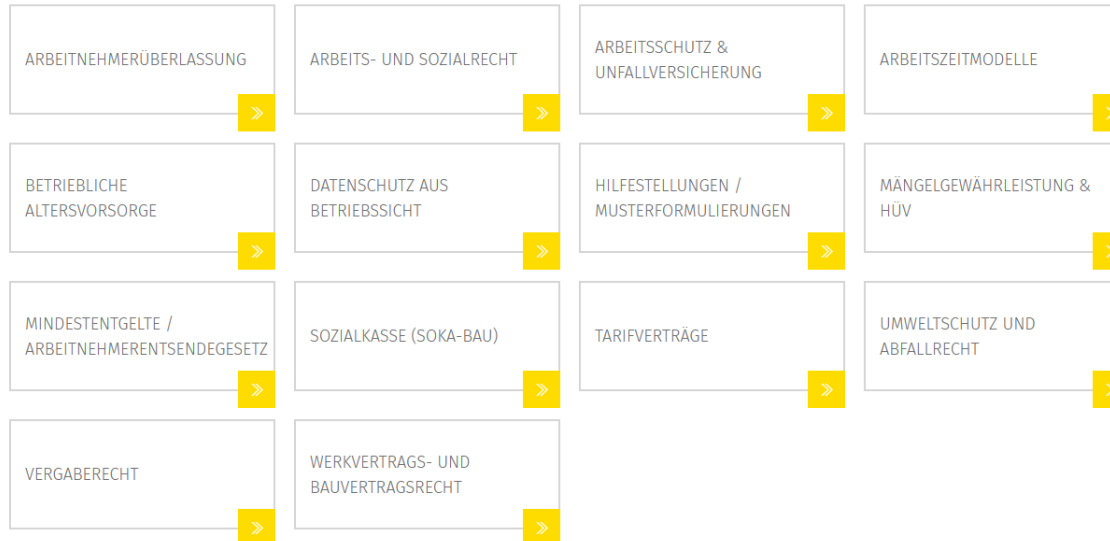 ARBEITNEHMERÜBERLASSUNG
ARBEITS- UND SOZIALRECHT
ARBEITSSCHUTZ &
UNFALLVERSICHERUNG
ARBEITSZEITMODELLE
BETRIEBLICHE
ALTERSVORSORGE
DATENSCHUTZ AUS
BETRIEBSSICHT
HILFESTELLUNGEN /
MUSTERFORMULIERUNGEN
MÄNGELGEWÄHRLEISTUNG &
HÜV
MINDESTENTGELTE /
ARBEITNEHMERENTSENDEGESETZ
SOZIALKASSE (SOKA-BAU)
TARIFVERTRÄGE
UMWELTSCHUTZ UND
ABFALLRECHT
VERGABERECHT
WERKVERTRAGS- UND
BAUVERTRAGSRECHT